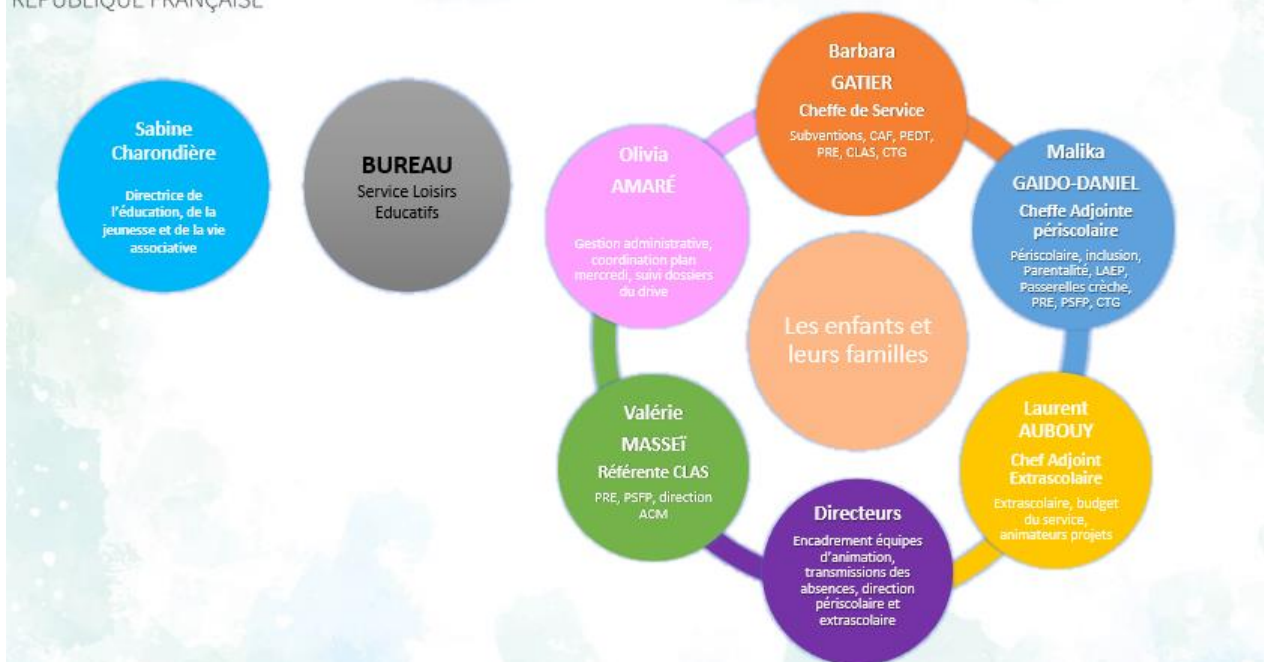 RÉPUBLIQUE FRANÇAISE
Sabine
Charondière
Directrice de
l'éducation, de la
jeunesse et de la vie
associative
BUREAU
Service Loisirs
Educatifs
Barbara
GATIER
Cheffe de Service
Subventions, CAF, PEDT,
PRE, CLAS, CTG
Malika
GAIDO-DANIEL
Cheffe Adjointe
périscolaire
Périscolaire, inclusion,
Parentalité, LAEP,
Passerelles crèche,
PRE, PSFP, CTG
Laurent
AUBOUY
Chef Adjoint
Extrascolaire
Extrascolaire, budget
du service,
animateurs projets
Directeurs
Encadrement équipes
d'animation,
transmissions des
absences, direction
périscolaire et
extrascolaire
Valérie
MASSEÏ
Référente CLAS
PRE, PSFP, direction
ACM
Olivia
AMARÉ
Gestion administrative,
coordination plan
mercredi, suivi dossiers
du drive
Les enfants et
leurs familles